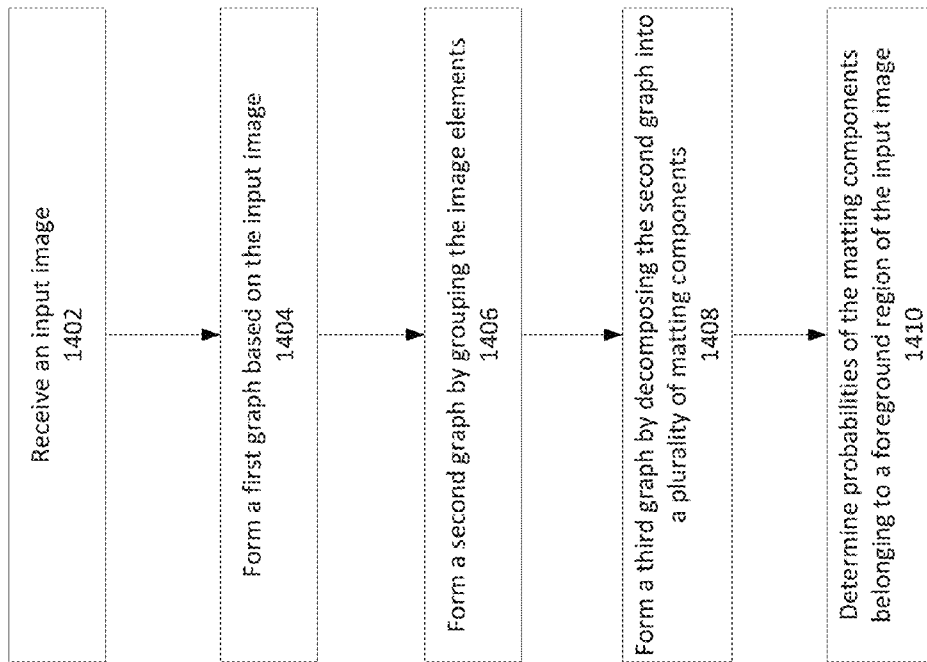 Receive an input image
1402
Form a first graph based on the input image
1404
Form a second graph by grouping the image elements
1406
Form a third graph by decomposing the second graph into
a plurality of matting components
1408
Determine probabilities of the matting components
belonging to a foreground region of the input image
1410